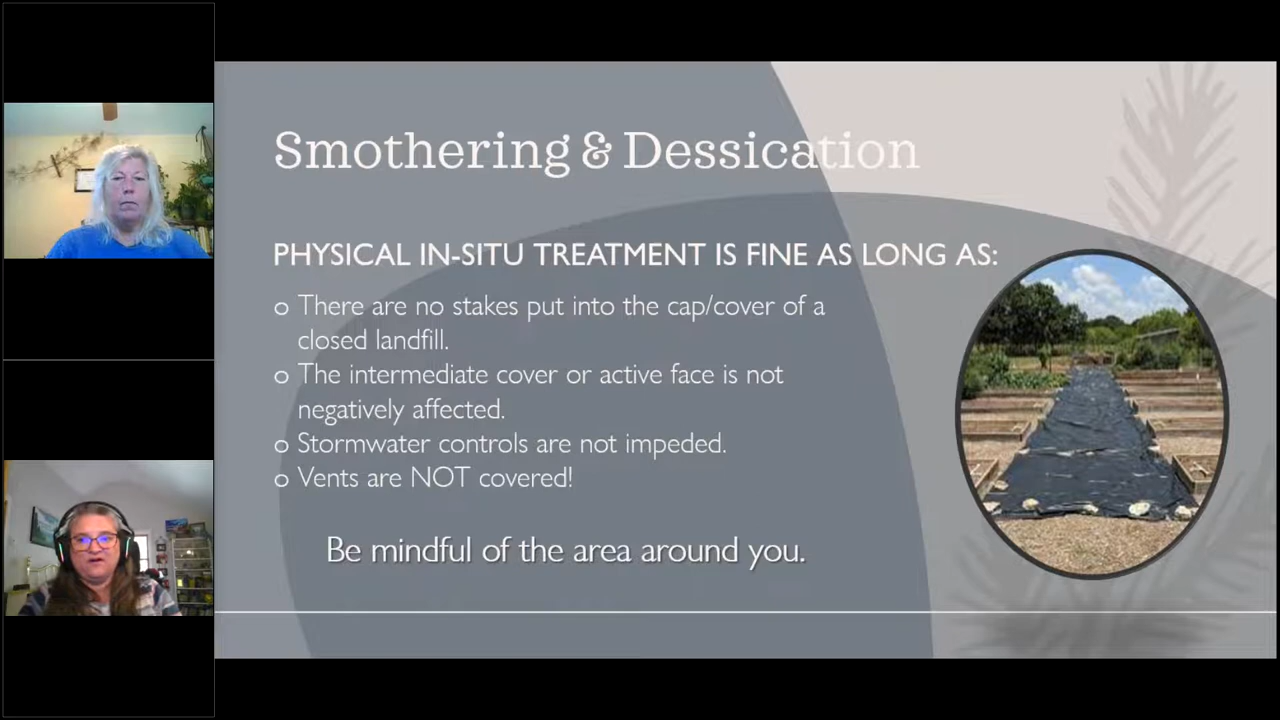 Smothering & Dessication
PHYSICAL IN-SITU TREATMENT IS FINE AS LONG AS:
o There are no stakes put into the cap/cover of a
closed landfill.
o The intermediate cover or active face is not
negatively affected.
o Stormwater controls are not impeded.
o Vents are NOT covered!
Be mindful of the area around you.